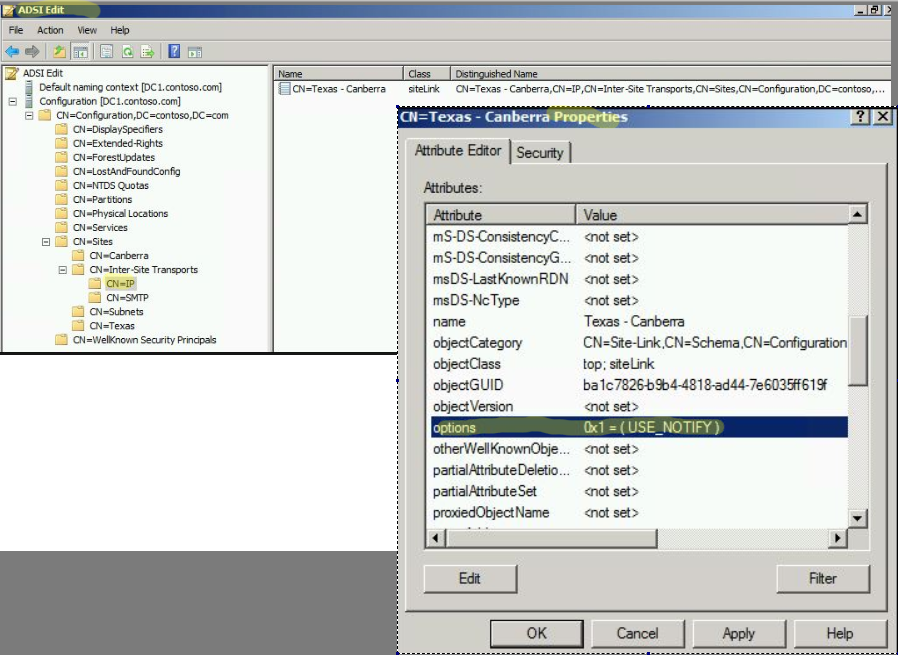 ADSI Edit
File Action View Help
ADSI Edit
Default naming context [DC1.contoso.com]
Configuration [DC1.contoso.com]
CN=Configuration,DC=contoso,DC=com
CN=DisplaySpecifiers
CN=Extended-Rights
CN=ForestUpdates
CN=LostAndFoundConfig
CN=NTDS Quotas
CN=Partitions
CN=Physical Locations
CN=Services
CN=Sites
CN=Canberra
CN=Inter-Site Transports
CN=IP
CN=SMTP
CN=Subnets
CN=Texas
CN=WellKnown Security Principals
Name Class Distinguished Name
CN=Texas - Canberra siteLink CN=Texas - Canberra,CN=IP,CN=Inter-Site Transports,CN=Sites,CN=Configuration,DC=contoso,...
CN=Texas - Canberra Properties
Attribute Editor Security
Attributes:
Attribute Value
mS-DS-ConsistencyC... <not set>
mS-DS-ConsistencyG... <not set>
msDS-LastKnownRDN <not set>
msDS-NcType <not set>
name Texas - Canberra
objectCategory CN=Site-Link,CN=Schema,CN=Configuration
objectClass top; siteLink
objectGUID ba1c7826-b9b4-4818-ad44-7e6035ff619f
objectVersion <not set>
options 0x1 = ( USE_NOTIFY )
otherWellKnownObje... <not set>
partialAttributeDeletio... <not set>
partialAttributeSet <not set>
proxiedObjectName <not set>
Edit Filter
OK Cancel Apply Help